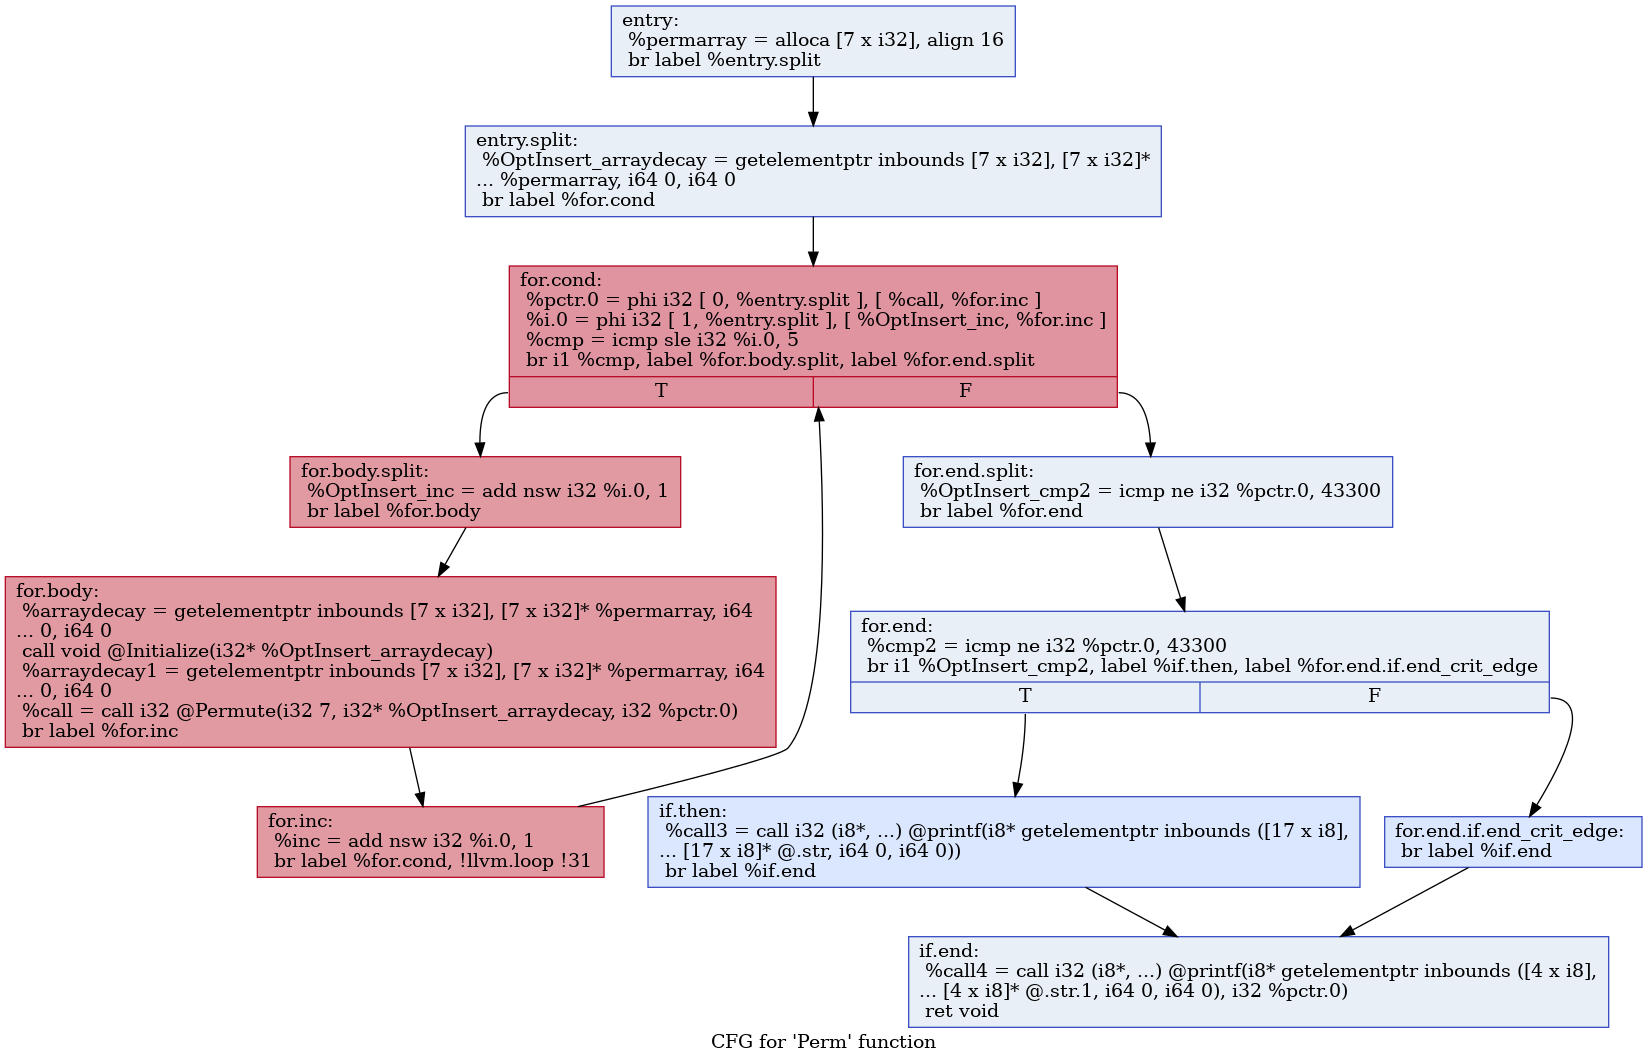 entry:
%permarray = alloca [7 x i32], align 16
br label %entry.split
entry.split:
%OptInsert_arraydecay = getelementptr inbounds [7 x i32], [7 x i32]*
... %permarray, i64 0, i64 0
br label %for.cond
for.cond:
%pctr.0 = phi i32 [ 0, %entry.split ], [ %call, %for.inc ]
%i.0 = phi i32 [ 1, %entry.split ], [ %OptInsert_inc, %for.inc ]
%cmp = icmp sle i32 %i.0, 5
br i1 %cmp, label %for.body.split, label %for.end.split
T
F
for.body.split:
%OptInsert_inc = add nsw i32 %i.0, 1
br label %for.body
for.end.split:
%OptInsert_cmp2 = icmp ne i32 %pctr.0, 43300
br label %for.end
for.body:
%arraydecay = getelementptr inbounds [7 x i32], [7 x i32]* %permarray, i64
... 0, i64 0
call void @Initialize(i32* %OptInsert_arraydecay)
%arraydecay1 = getelementptr inbounds [7 x i32], [7 x i32]* %permarray, i64
... 0, i64 0
%call = call i32 @Permute(i32 7, i32* %OptInsert_arraydecay, i32 %pctr.0)
br label %for.inc
for.end:
%cmp2 = icmp ne i32 %pctr.0, 43300
br i1 %OptInsert_cmp2, label %if.then, label %for.end.if.end_crit_edge
T
F
for.inc:
%inc = add nsw i32 %i.0, 1
br label %for.cond, !llvm.loop !31
if.then:
%call3 = call i32 (i8*, ...) @printf(i8* getelementptr inbounds ([17 x i8],
... [17 x i8]* @.str, i64 0, i64 0))
br label %if.end
for.end.if.end_crit_edge:
br label %if.end
if.end:
%call4 = call i32 (i8*, ...) @printf(i8* getelementptr inbounds ([4 x i8],
... [4 x i8]* @.str.1, i64 0, i64 0), i32 %pctr.0)
ret void
CFG for 'Perm' function